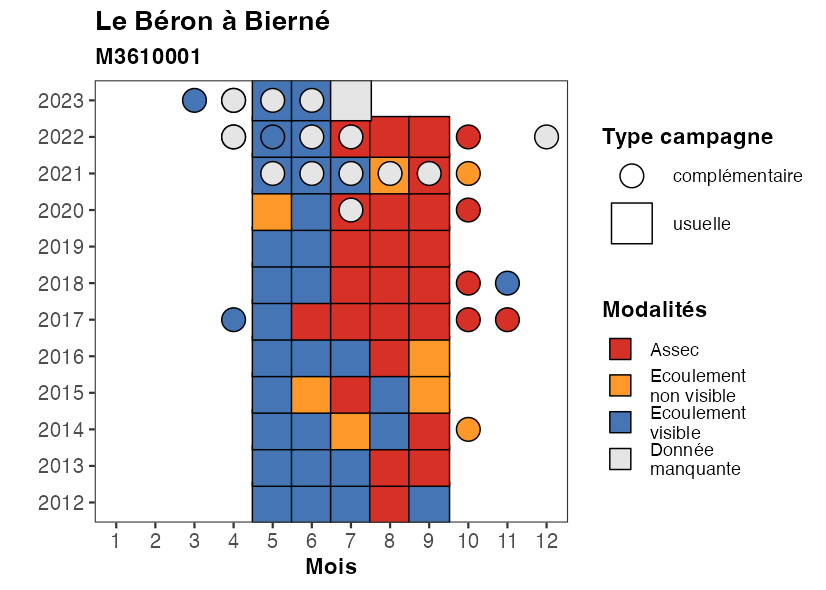 Le Béron à Bierné
M3610001
2023
2022
2021
2020
2019
2018
2017
2016
2015
2014
2013
2012
1 2 3 4 5 6 7 8 9 10 11 12
Mois
Type campagne
complémentaire
usuelle
Modalités
Assec
Ecoulement
non visible
Ecoulement
visible
Donnée
manquante